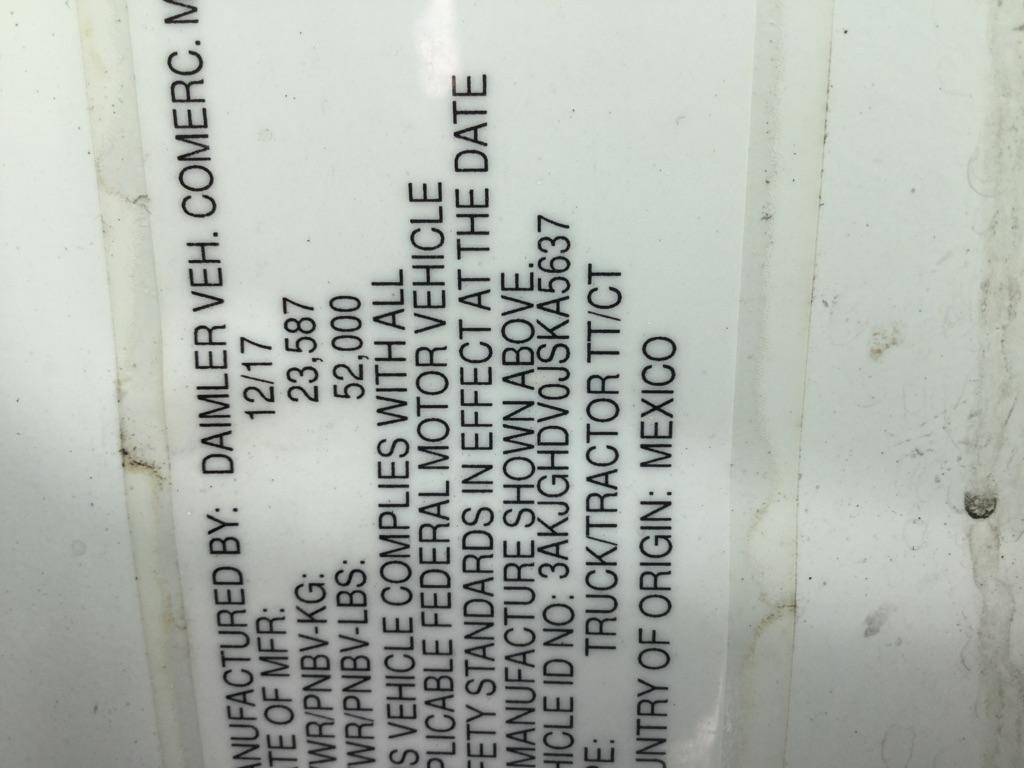 ANUFACTURED BY: DAIMLER VEH. COMERC. M
ATE OF MFR: 12/17
WR/PNBV-KG: 23,587
WR/PNBV-LBS: 52,000
S VEHICLE COMPLIES WITH ALL
PLICABLE FEDERAL MOTOR VEHICLE
FETY STANDARDS IN EFFECT AT THE DATE
MANUFACTURE SHOWN ABOVE.
HICLE ID NO: 3AKJGHDV0JSKA5637
PE: TRUCK/TRACTOR TT/CT
UNTRY OF ORIGIN: MEXICO